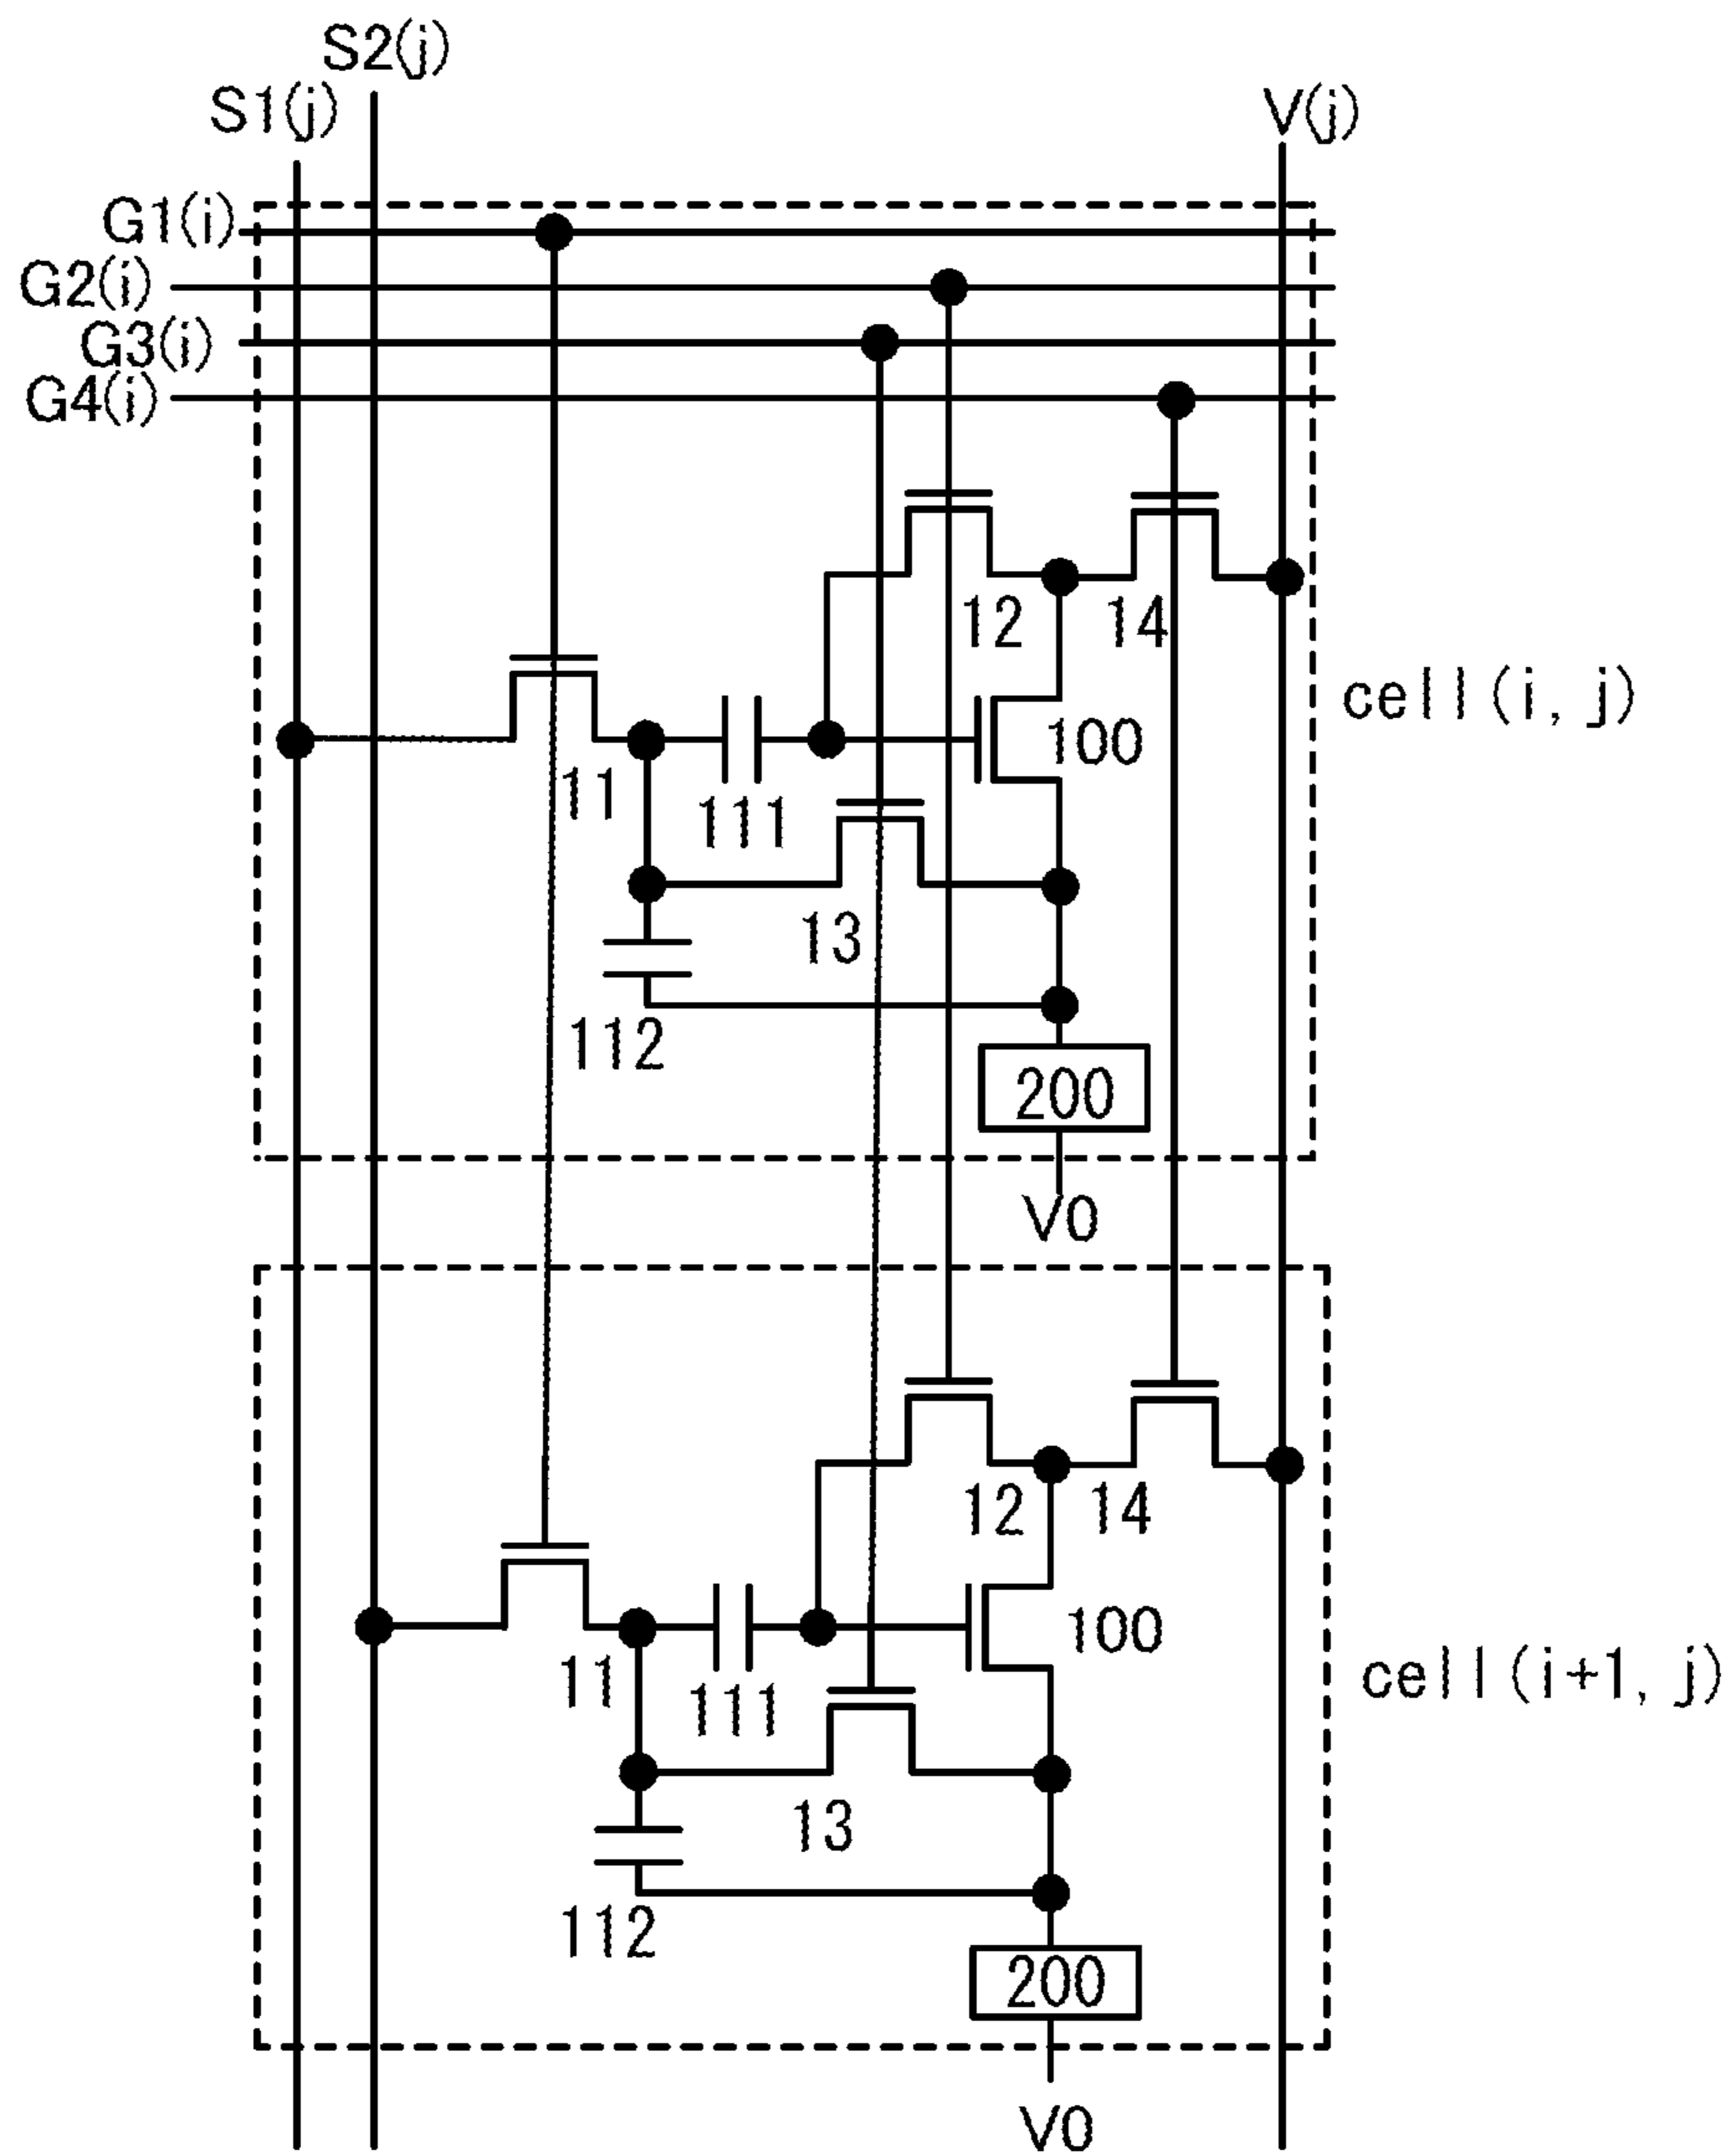 S2(j)
S1(j)
V(j)
G1(i)
G2(i)
G3(i)
G4(i)
12
14
cell(i, j)
100
11
111
13
112
200
V0
12
14
100
cell(i+1, j)
11
111
13
112
200
V0